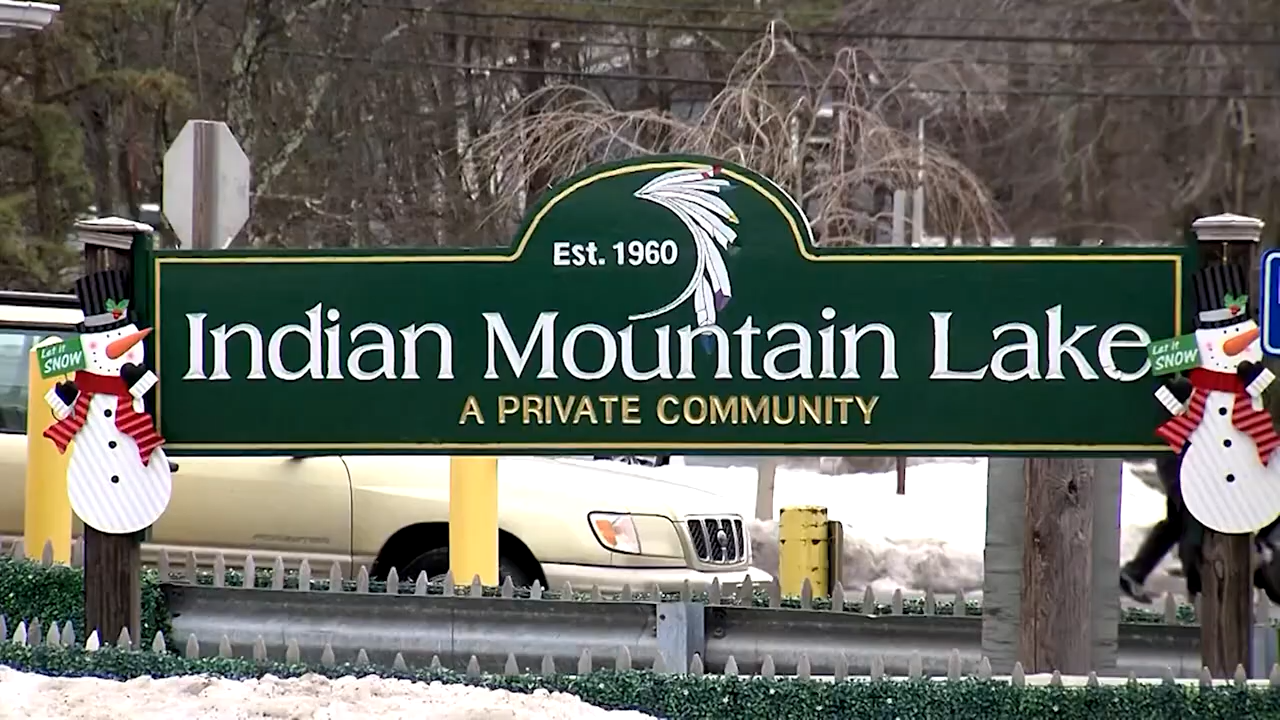 Est. 1960
Indian Mountain Lake
A PRIVATE COMMUNITY
Let it
SNOW
Let it
SNOW